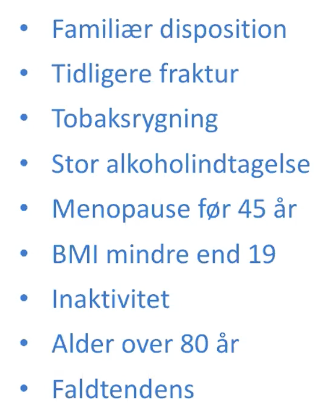 • Familiær disposition
• Tidligere fraktur
• Tobaksrygning
• Stor alkoholindtagelse
• Menopause før 45 år
• BMI mindre end 19
• Inaktivitet
• Alder over 80 år
• Faldtendens